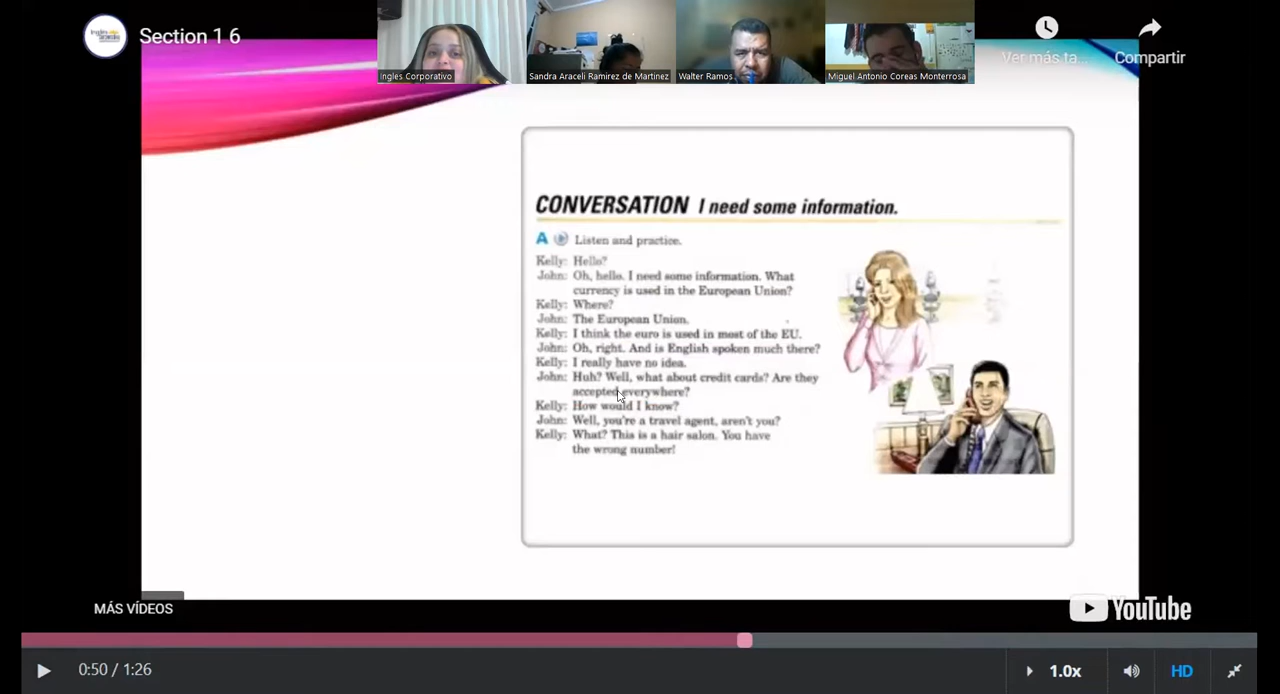 Section 1 6
Ingles Corporativo
Sandra Araceli Ramirez de Martinez
Walter Ramos
Miguel Antonio Coreas Monterrosa
Ver más ta...
Compartir
CONVERSATION I need some information.
A Listen and practice.
Kelly: Hello?
John: Oh, hello. I need some information. What
currency is used in the European Union?
Kelly: Where?
John: The European Union.
Kelly: I think the euro is used in most of the EU.
John: Oh, right. And is English spoken much there?
Kelly: I really have no idea.
John: Huh? Well, what about credit cards? Are they
accepted everywhere?
Kelly: How would I know?
John: Well, you're a travel agent, aren't you?
Kelly: What? This is a hair salon. You have
the wrong number!
MÁS VÍDEOS
YouTube
0:50 / 1:26
1.0x
HD